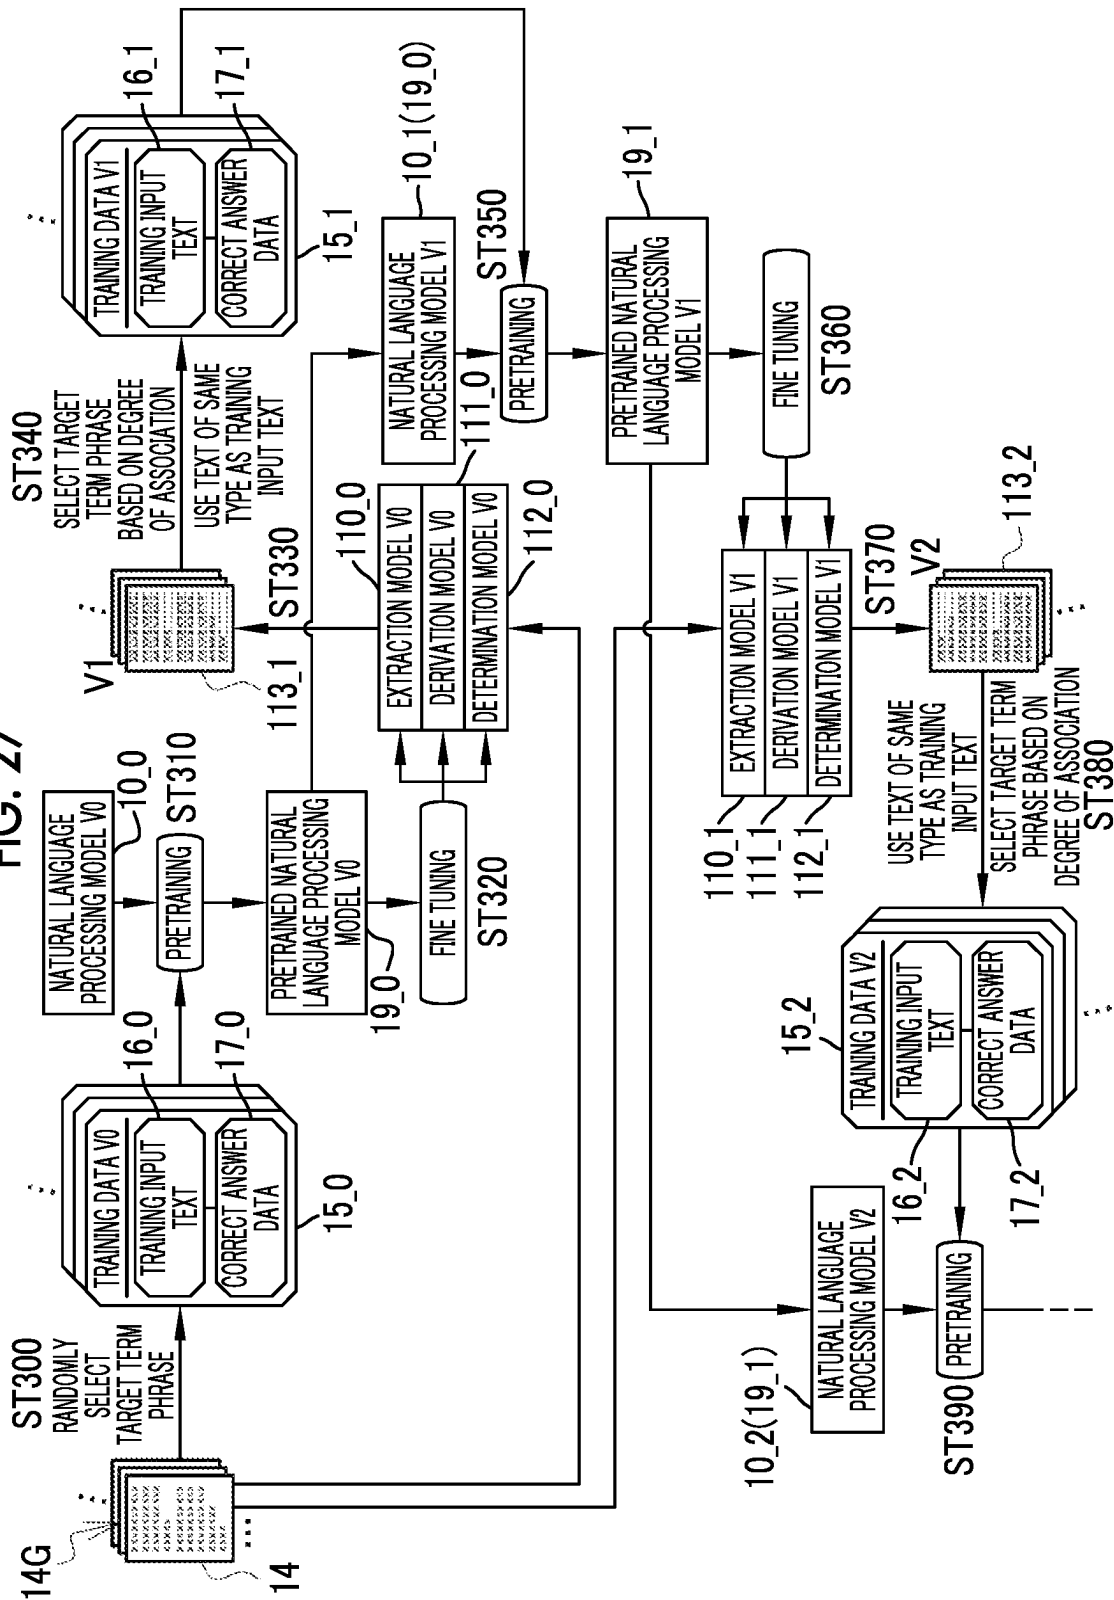 FIG. 27
ST300
RANDOMLY
SELECT
TARGET TERM
PHRASE
14G
14
TRAINING DATA V0
TRAINING INPUT
TEXT
CORRECT ANSWER
DATA
16_0
17_0
15_0
NATURAL LANGUAGE
PROCESSING MODEL V0
10_0
PRETRAINING
ST310
PRETRAINED NATURAL
LANGUAGE PROCESSING
MODEL V0
19_0
FINE TUNING
ST320
V1
113_1
ST330
EXTRACTION MODEL V0
DERIVATION MODEL V0
DETERMINATION MODEL V0
110_0
111_0
112_0
ST340
SELECT TARGET
TERM PHRASE
BASED ON DEGREE
OF ASSOCIATION
USE TEXT OF SAME
TYPE AS TRAINING
INPUT TEXT
TRAINING DATA V1
TRAINING INPUT
TEXT
CORRECT ANSWER
DATA
16_1
17_1
15_1
NATURAL LANGUAGE
PROCESSING MODEL V1
10_1(19_0)
PRETRAINING
ST350
PRETRAINED NATURAL
LANGUAGE PROCESSING
MODEL V1
19_1
FINE TUNING
ST360
EXTRACTION MODEL V1
DERIVATION MODEL V1
DETERMINATION MODEL V1
110_1
111_1
112_1
ST370
V2
113_2
USE TEXT OF SAME
TYPE AS TRAINING
INPUT TEXT
SELECT TARGET TERM
PHRASE BASED ON
DEGREE OF ASSOCIATION
ST380
15_2
TRAINING DATA V2
TRAINING INPUT
TEXT
CORRECT ANSWER
DATA
16_2
17_2
NATURAL LANGUAGE
PROCESSING MODEL V2
10_2(19_1)
PRETRAINING
ST390